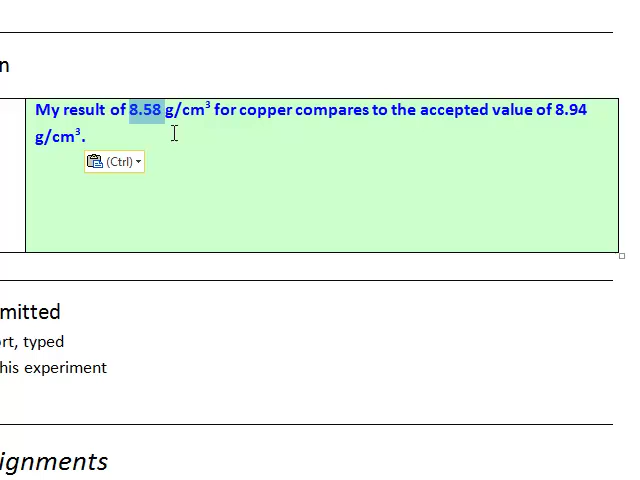 n
My result of 8.58 g/cm³ for copper compares to the accepted value of 8.94
g/cm³.
(Ctrl)
mitted
rt, typed
his experiment
ignments